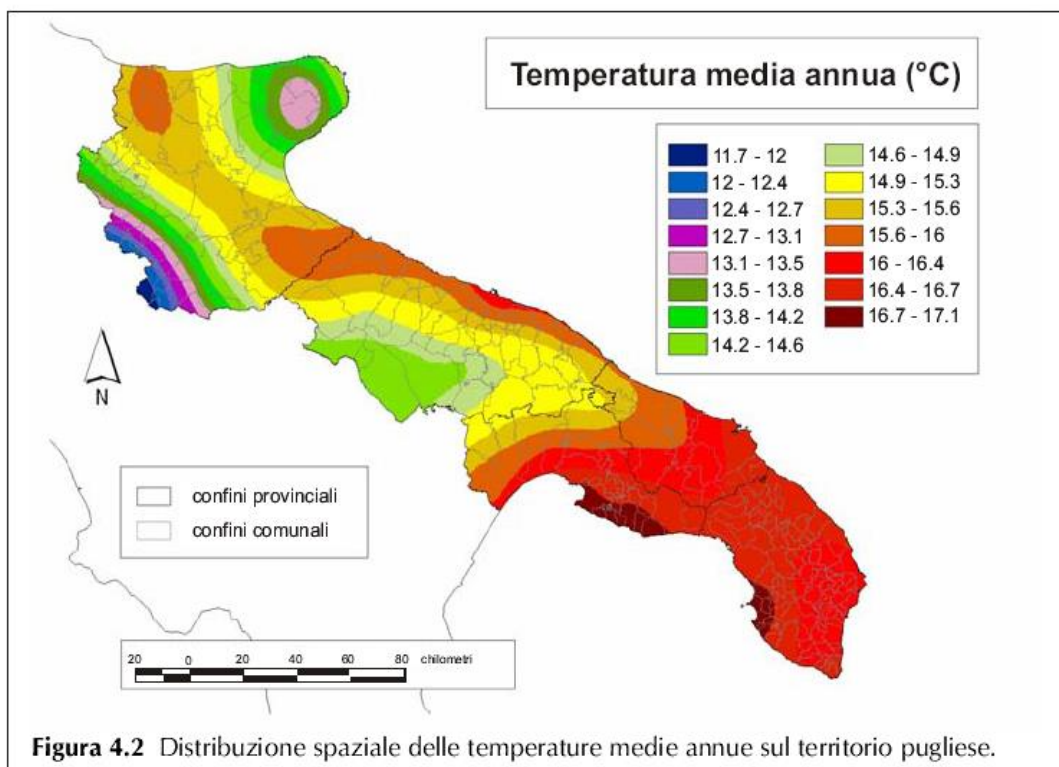 Temperatura media annua (°C)
11.7 - 12
12 - 12.4
12.4 - 12.7
12.7 - 13.1
13.1 - 13.5
13.5 - 13.8
13.8 - 14.2
14.2 - 14.6
14.6 - 14.9
14.9 - 15.3
15.3 - 15.6
15.6 - 16
16 - 16.4
16.4 - 16.7
16.7 - 17.1
N
confini provinciali
confini comunali
20 0 20 40 60 80 chilometri
Figura 4.2 Distribuzione spaziale delle temperature medie annue sul territorio pugliese.